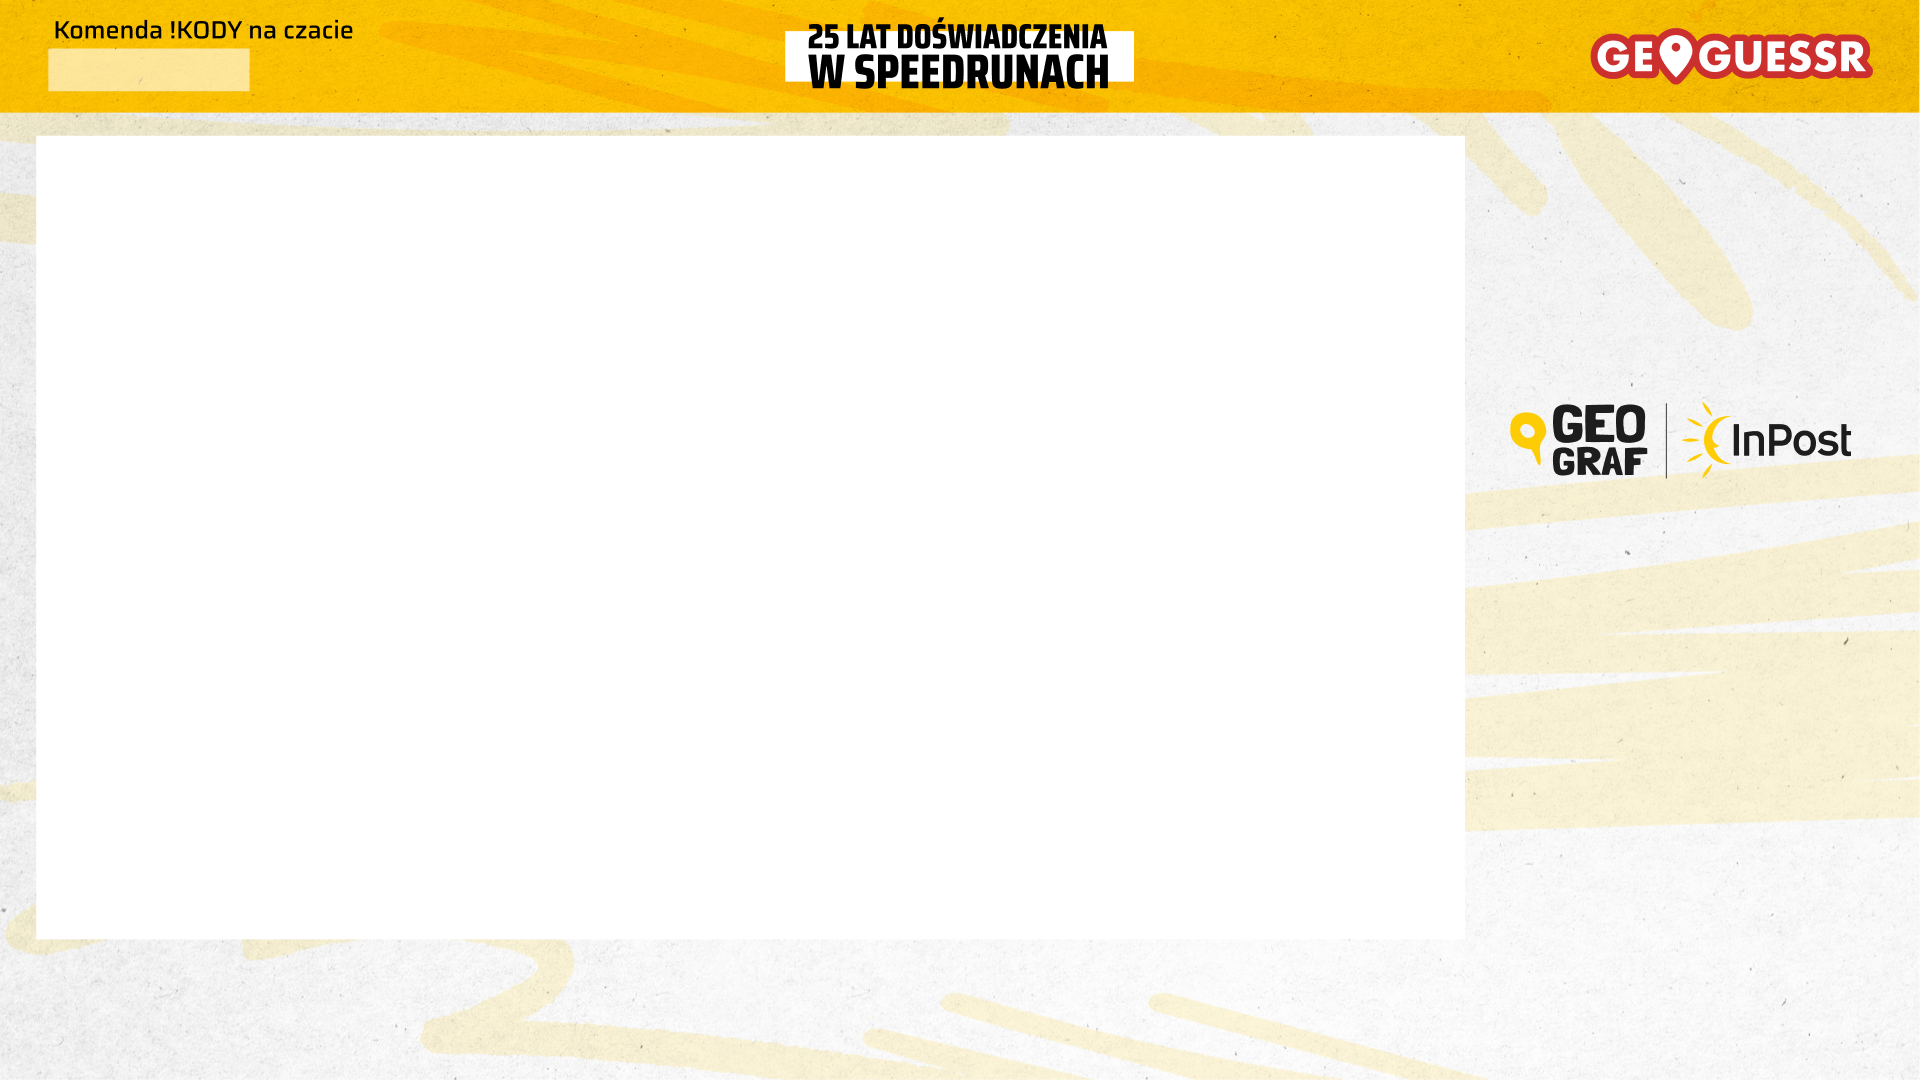 Komenda !KODY na czacie
25 LAT DOŚWIADCZENIA
W SPEEDRUNACH
GEOGUESSR
GEO
GRAF
InPost